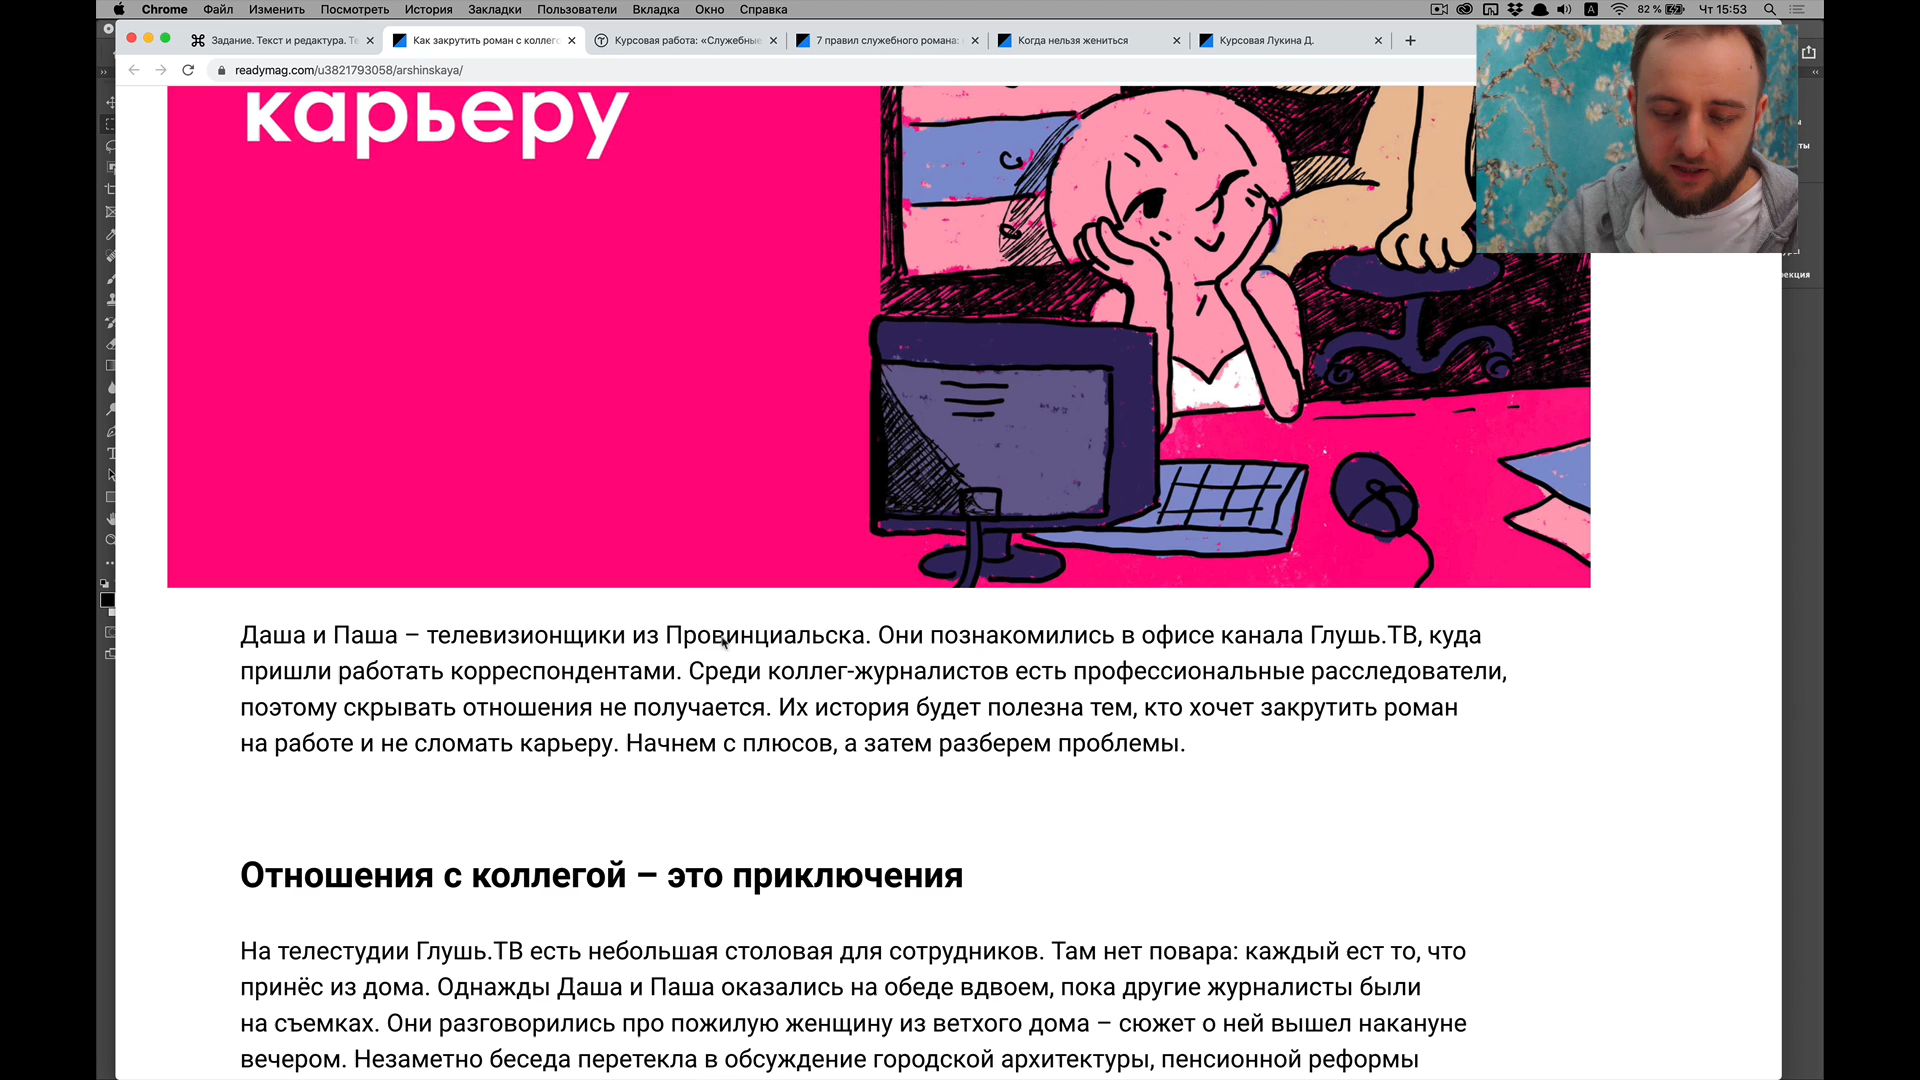 Chrome Файл Изменить Посмотреть История Закладки Пользователи Вкладка Окно Справка
A 82 % Чт 15:53
Задание. Текст и редактура. Те
Как закрутить роман с коллего
Курсовая работа: «Служебные
7 правил служебного романа:
Когда нельзя жениться
Курсовая Лукина Д.
readymag.com/u3821793058/arshinskaya/
карьеру
Даша и Паша – телевизионщики из Провинциальска. Они познакомились в офисе канала Глушь.ТВ, куда
пришли работать корреспондентами. Среди коллег-журналистов есть профессиональные расследователи,
поэтому скрывать отношения не получается. Их история будет полезна тем, кто хочет закрутить роман
на работе и не сломать карьеру. Начнем с плюсов, а затем разберем проблемы.
Отношения с коллегой – это приключения
На телестудии Глушь.ТВ есть небольшая столовая для сотрудников. Там нет повара: каждый ест то, что
принёс из дома. Однажды Даша и Паша оказались на обеде вдвоем, пока другие журналисты были
на съемках. Они разговорились про пожилую женщину из ветхого дома – сюжет о ней вышел накануне
вечером. Незаметно беседа перетекла в обсуждение городской архитектуры, пенсионной реформы